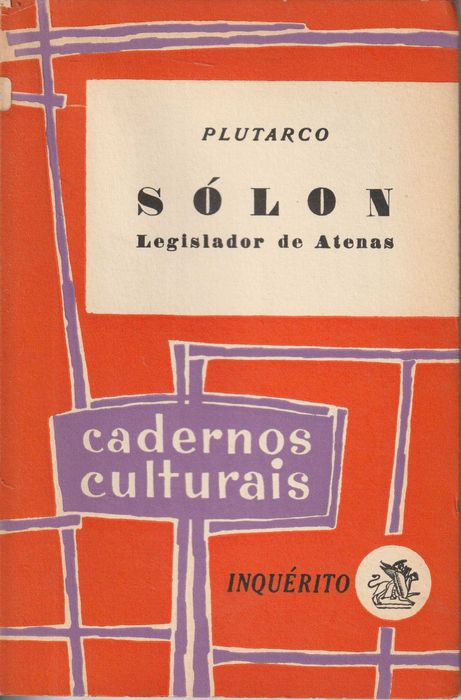 PLUTARCO
SÓLON
Legislador de Atenas
cadernos
culturais
INQUÉRITO